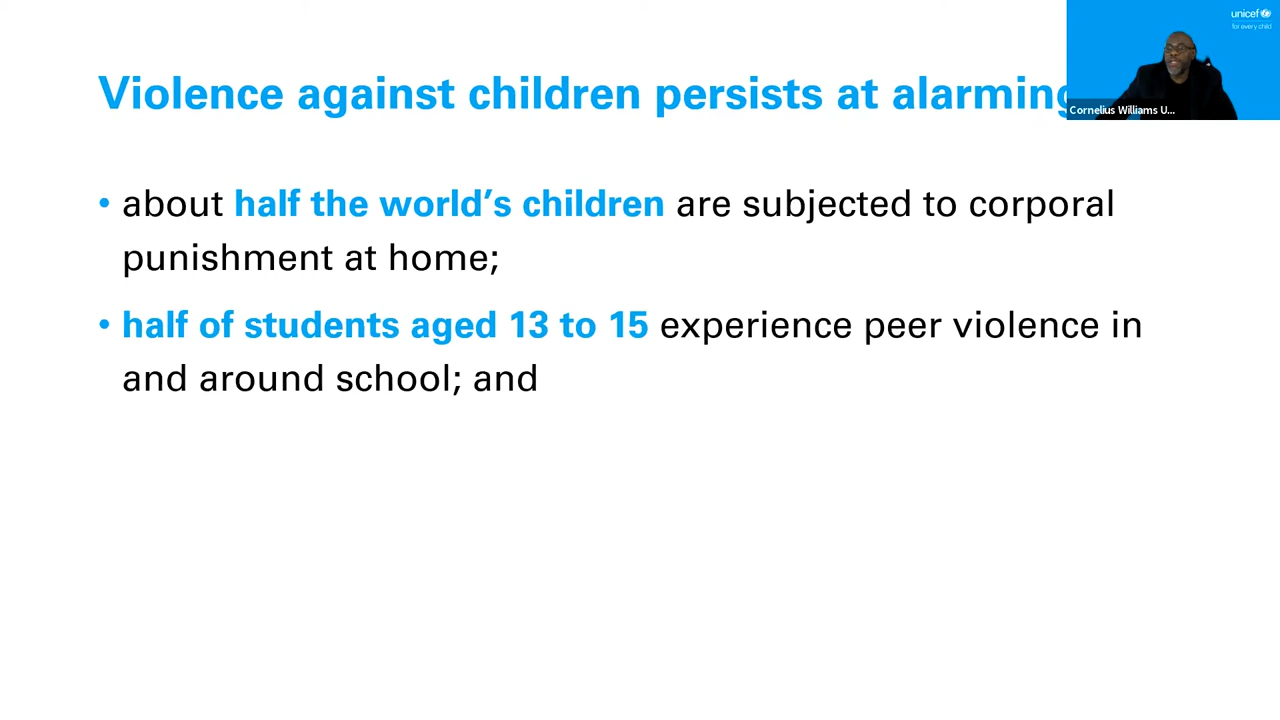 unicef
for every child
Violence against children persists at alarming
Cornelius Williams U...
• about half the world’s children are subjected to corporal
punishment at home;
• half of students aged 13 to 15 experience peer violence in
and around school; and